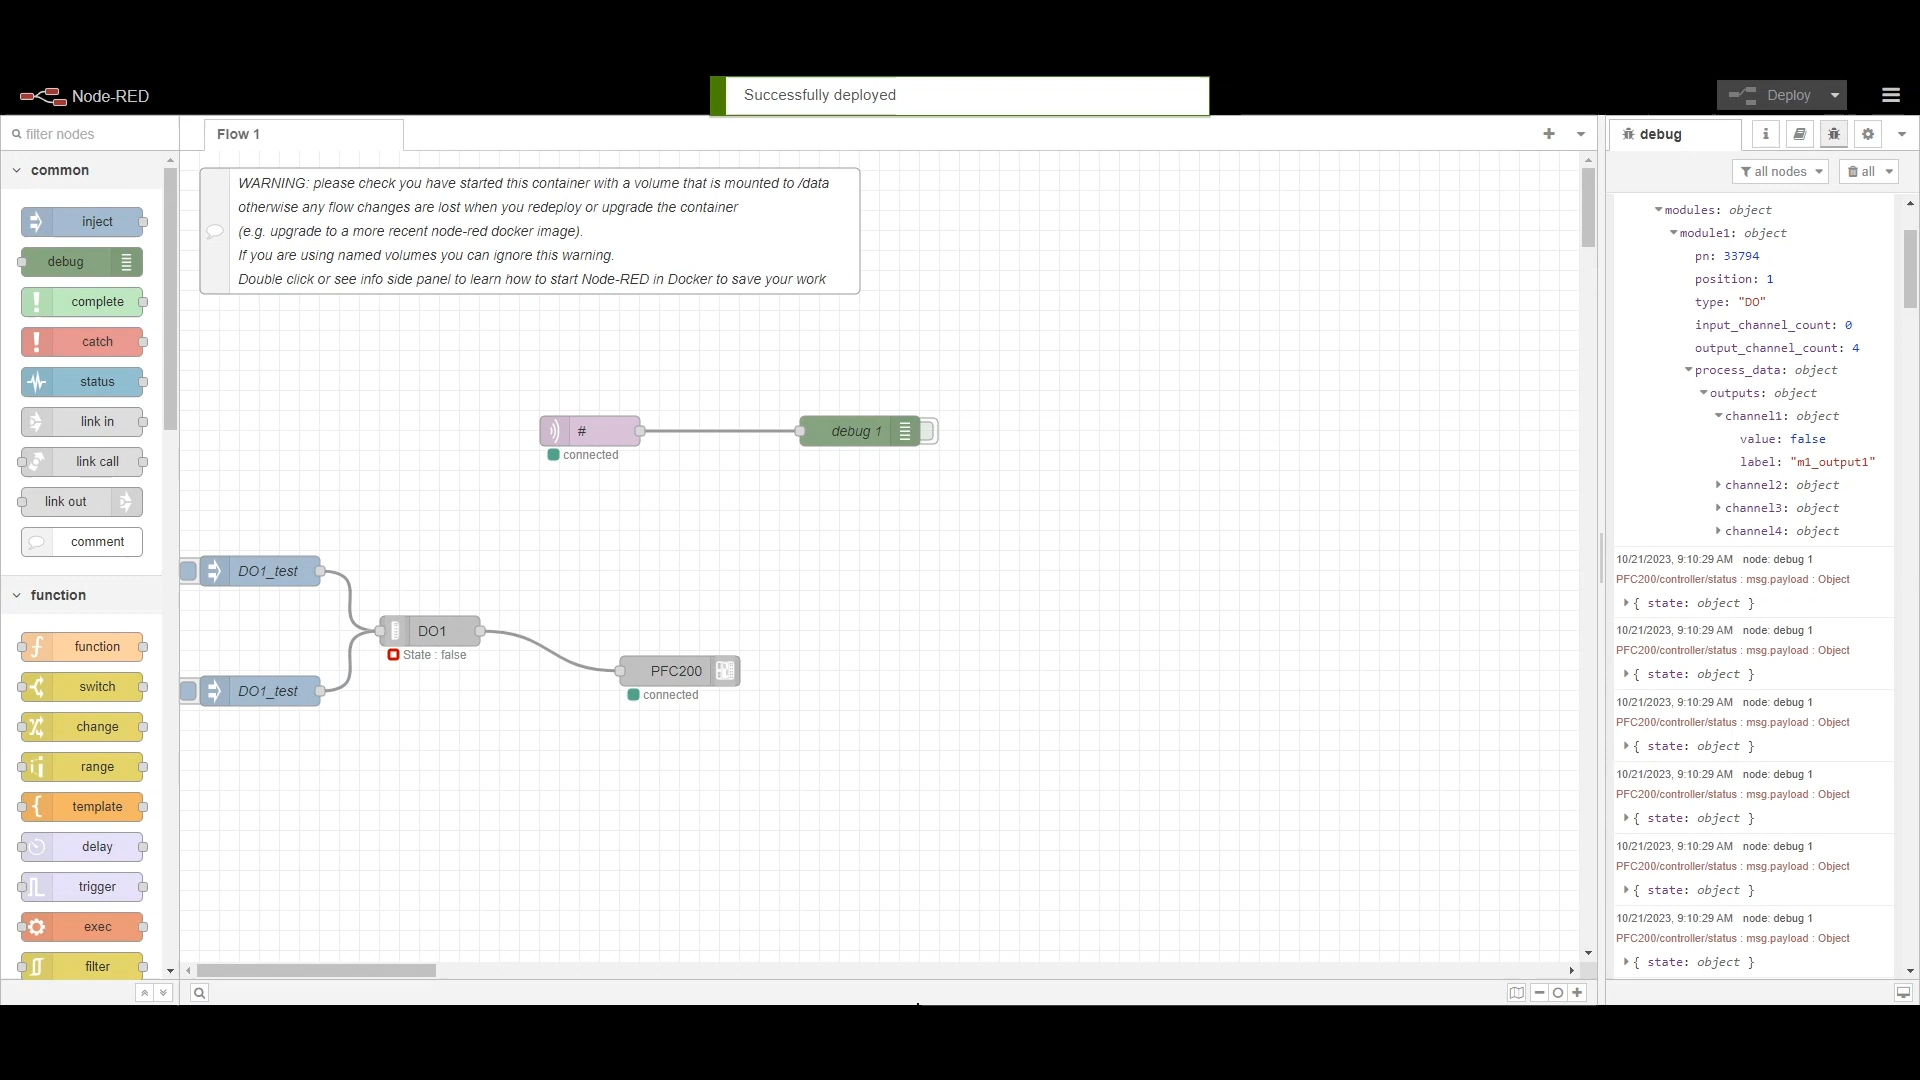 Node-RED
Successfully deployed
Deploy
filter nodes
Flow 1
debug
i
all nodes
all
common
inject
debug
complete
catch
status
link in
link call
link out
comment
function
function
switch
change
range
template
delay
trigger
exec
filter
WARNING: please check you have started this container with a volume that is mounted to /data
otherwise any flow changes are lost when you redeploy or upgrade the container
(e.g. upgrade to a more recent node-red docker image).
If you are using named volumes you can ignore this warning.
Double click or see info side panel to learn how to start Node-RED in Docker to save your work
#
connected
debug 1
DO1_test
DO1
State : false
PFC200
connected
DO1_test
modules: object
module1: object
pn: 33794
position: 1
type: "DO"
input_channel_count: 0
output_channel_count: 4
process_data: object
outputs: object
channel1: object
value: false
label: "m1_output1"
channel2: object
channel3: object
channel4: object
10/21/2023, 9:10:29 AM node: debug 1
PFC200/controller/status : msg.payload : Object
{ state: object }
10/21/2023, 9:10:29 AM node: debug 1
PFC200/controller/status : msg.payload : Object
{ state: object }
10/21/2023, 9:10:29 AM node: debug 1
PFC200/controller/status : msg.payload : Object
{ state: object }
10/21/2023, 9:10:29 AM node: debug 1
PFC200/controller/status : msg.payload : Object
{ state: object }
10/21/2023, 9:10:29 AM node: debug 1
PFC200/controller/status : msg.payload : Object
{ state: object }
10/21/2023, 9:10:29 AM node: debug 1
PFC200/controller/status : msg.payload : Object
{ state: object }